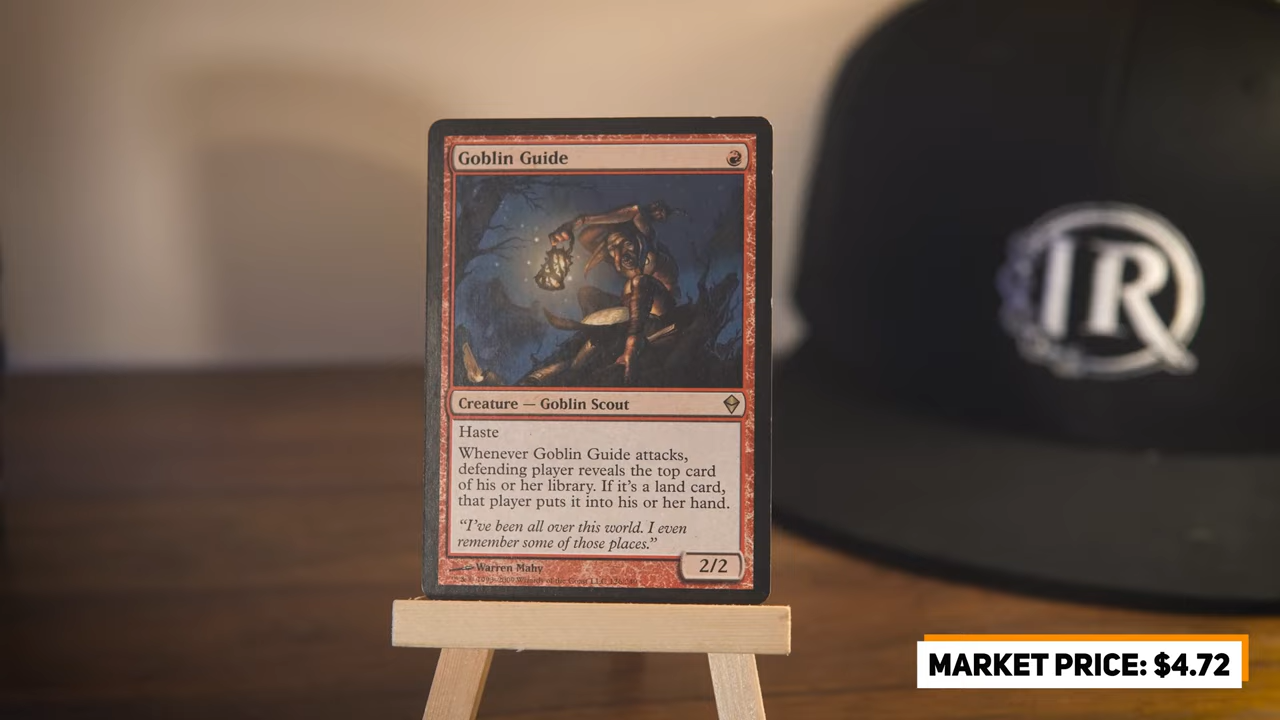 Goblin Guide
IR
Creature — Goblin Scout
Haste
Whenever Goblin Guide attacks,
defending player reveals the top card
of his or her library. If it's a land card,
that player puts it into his or her hand.
"I've been all over this world. I even
remember some of those places."
Warren Mahy
2/2
MARKET PRICE: $4.72